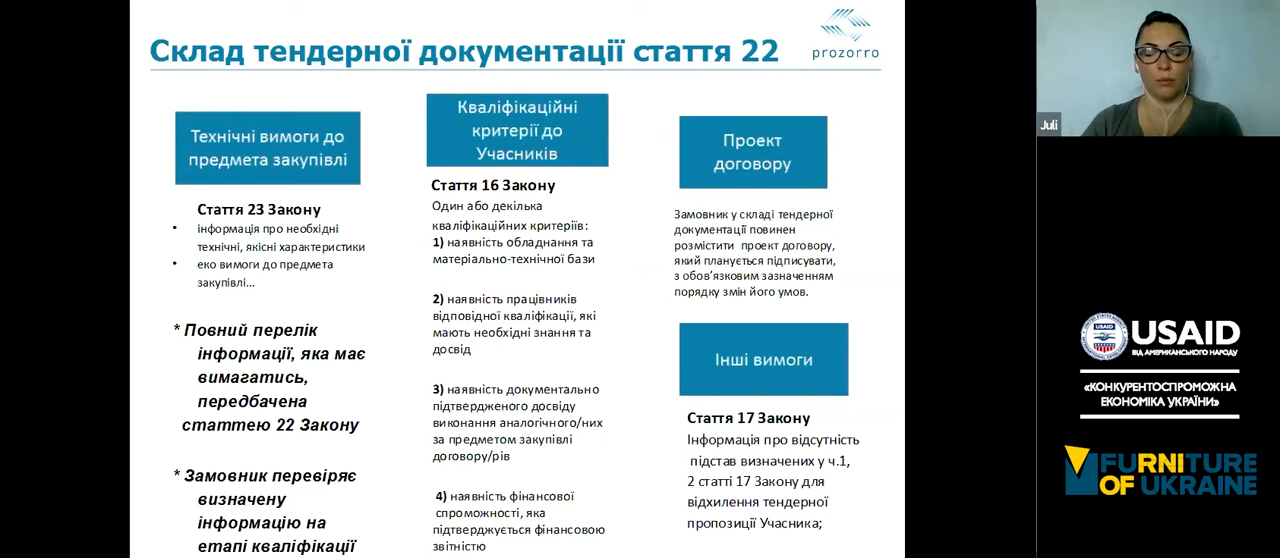 Склад тендерної документації стаття 22
prozorro
Технічні вимоги до
предмета закупівлі
Стаття 23 Закону
• інформація про необхідні
технічні, якісні характеристики
• еко вимоги до предмета
закупівлі...
* Повний перелік
інформації, яка має
вимагатись,
передбачена
статтею 22 Закону
* Замовник перевіряє
визначену
інформацію на
етапі кваліфікації
Кваліфікаційні
критерії до
Учасників
Стаття 16 Закону
Один або декілька
кваліфікаційних критеріїв:
1) наявність обладнання та
матеріально-технічної бази
2) наявність працівників
відповідної кваліфікації, які
мають необхідні знання та
досвід
3) наявність документально
підтвердженого досвіду
виконання аналогічного/них
за предметом закупівлі
договору/рів
4) наявність фінансової
спроможності, яка
підтверджується фінансовою
звітністю
Проект
договору
Замовник у складі тендерної
документації повинен
розмістити проект договору,
який планується підписувати,
з обов'язковим зазначенням
порядку змін його умов.
Інші вимоги
Стаття 17 Закону
Інформація про відсутність
підстав визначених у ч.1,
2 статті 17 Закону для
відхилення тендерної
пропозиції Учасника;
Juli
USAID
USAID
ВІД АМЕРИКАНСЬКОГО НАРОДУ
«КОНКУРЕНТОСПРОМОЖНА
ЕКОНОМІКА УКРАЇНИ»
FURNITURE
OF UKRAINE